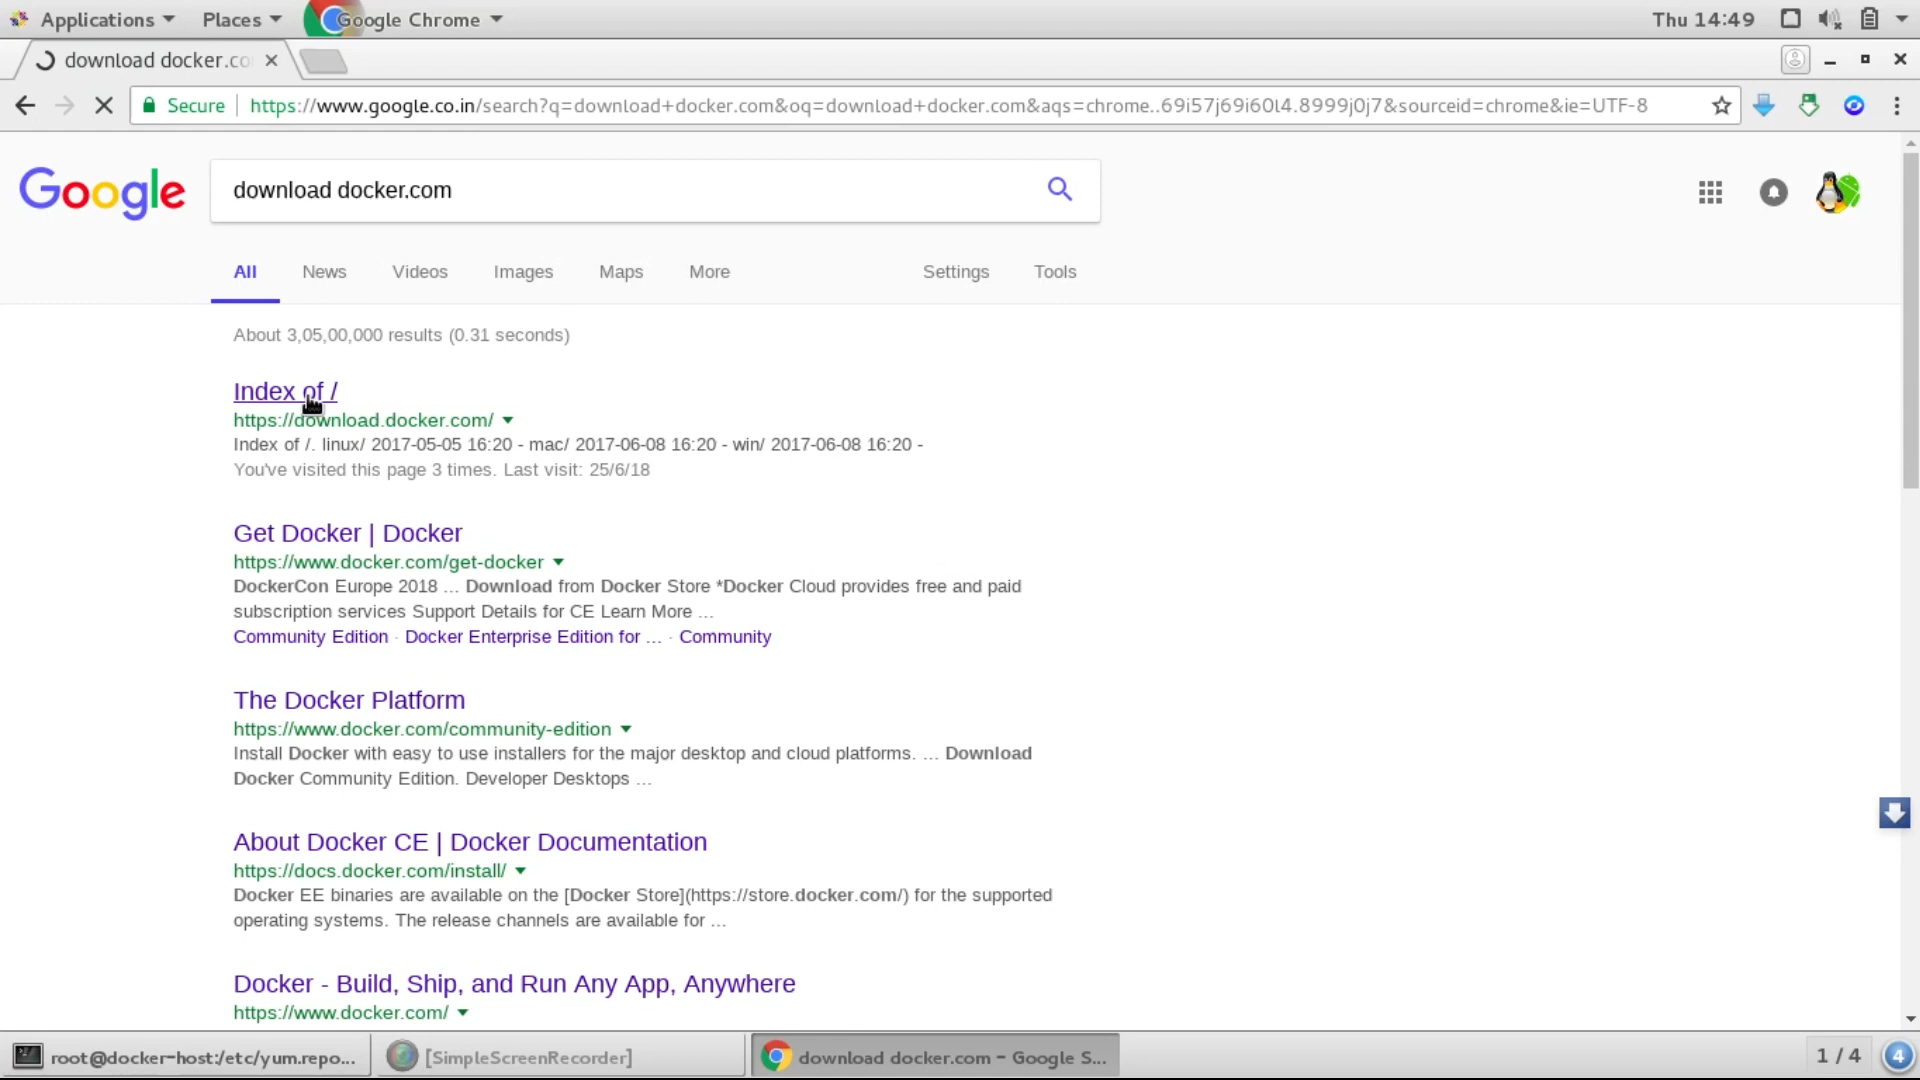 Applications Places Google Chrome Thu 14:49
download docker.co
Secure https://www.google.co.in/search?q=download+docker.com&oq=download+docker.com&aqs=chrome..69i57j69i60l4.8999j0j7&sourceid=chrome&ie=UTF-8
Google download docker.com
All News Videos Images Maps More Settings Tools
About 3,05,00,000 results (0.31 seconds)
Index of /
https://download.docker.com/
Index of /. linux/ 2017-05-05 16:20 - mac/ 2017-06-08 16:20 - win/ 2017-06-08 16:20 -
You've visited this page 3 times. Last visit: 25/6/18
Get Docker | Docker
https://www.docker.com/get-docker
DockerCon Europe 2018 ... Download from Docker Store *Docker Cloud provides free and paid
subscription services Support Details for CE Learn More ...
Community Edition · Docker Enterprise Edition for ... · Community
The Docker Platform
https://www.docker.com/community-edition
Install Docker with easy to use installers for the major desktop and cloud platforms. ... Download
Docker Community Edition. Developer Desktops ...
About Docker CE | Docker Documentation
https://docs.docker.com/install/
Docker EE binaries are available on the [Docker Store](https://store.docker.com/) for the supported
operating systems. The release channels are available for ...
Docker - Build, Ship, and Run Any App, Anywhere
https://www.docker.com/
root@docker-host:/etc/yum.repo... [SimpleScreenRecorder] download docker.com - Google S... 1 / 4 4